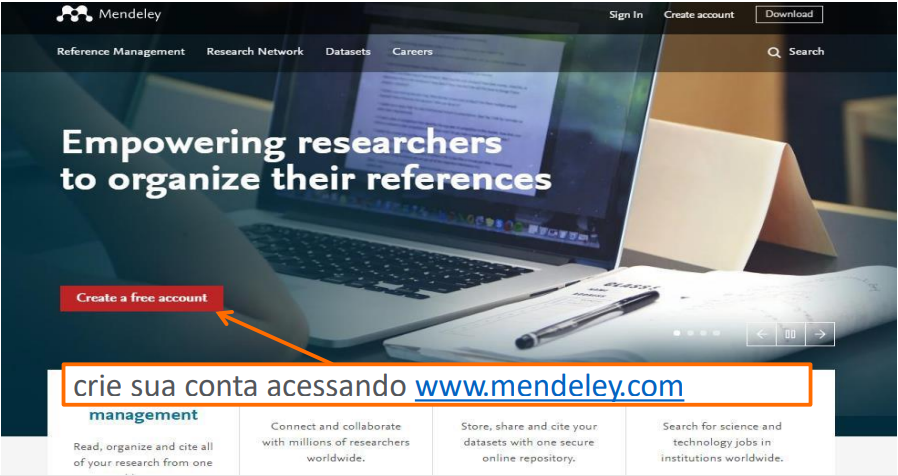 Mendeley
Sign In Create account Download
Reference Management Research Network Datasets Careers
Search
Empowering researchers
to organize their references
CLASS:
Create a free account
crie sua conta acessando www.mendeley.com
management
Read, organize and cite all
of your research from one
Connect and collaborate
with millions of researchers
worldwide.
Store, share and cite your
datasets with one secure
online repository.
Search for science and
technology jobs in
institutions worldwide.